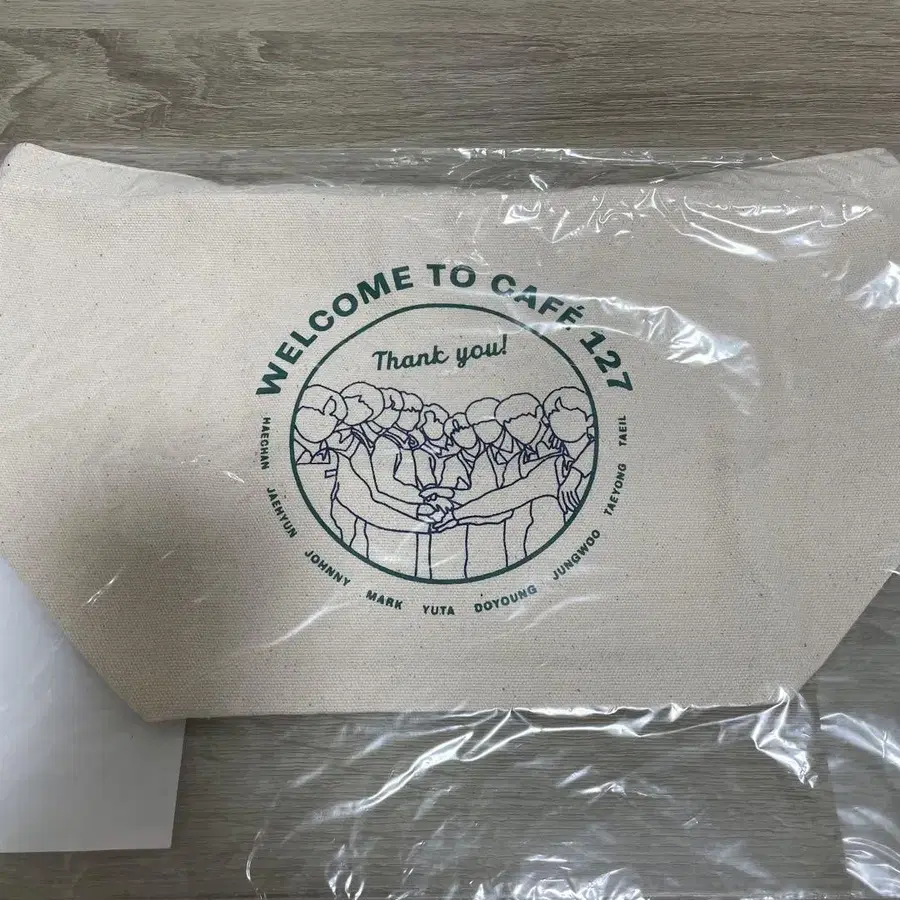 WELCOME TO CAFÉ 127
Thank you!
HAECHAN JAEHYUN JOHNNY MARK YUTA DOYOUNG JUNGWOO TAEYONG TAEIL